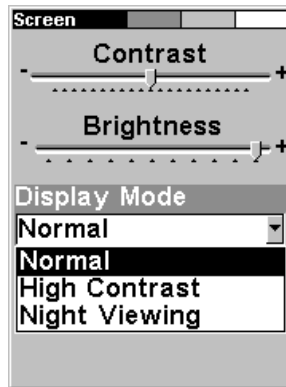 Screen
Contrast
- +
Brightness
- +
Display Mode
Normal
Normal
High Contrast
Night Viewing